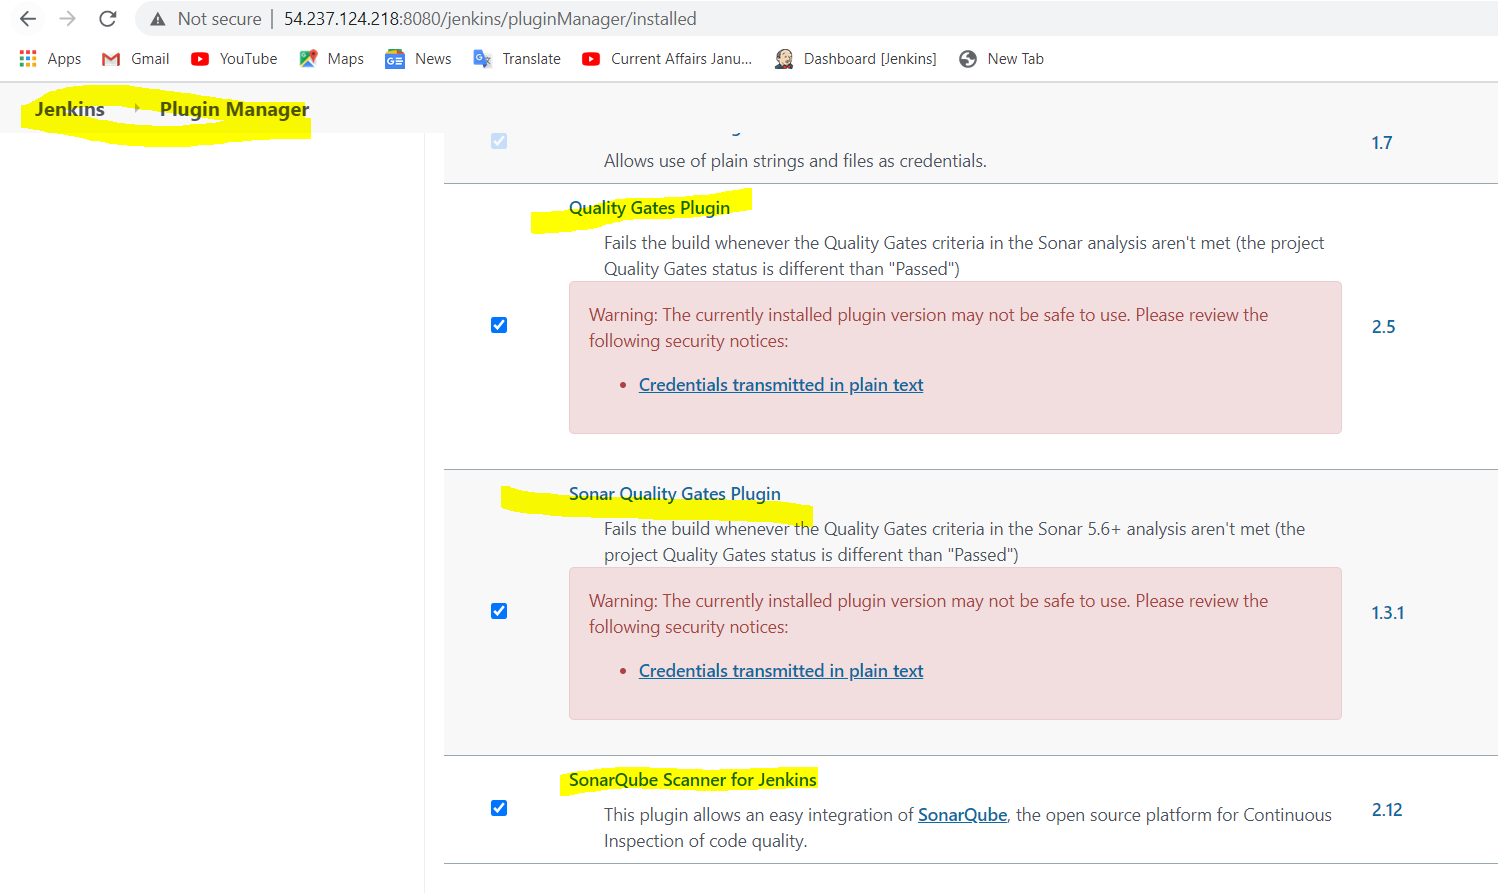 Not secure | 54.237.124.218:8080/jenkins/pluginManager/installed
Apps Gmail YouTube Maps News Translate Current Affairs Janu... Dashboard [Jenkins] New Tab
Jenkins Plugin Manager
1.7
Allows use of plain strings and files as credentials.
Quality Gates Plugin
Fails the build whenever the Quality Gates criteria in the Sonar analysis aren't met (the project
Quality Gates status is different than "Passed")
Warning: The currently installed plugin version may not be safe to use. Please review the
following security notices:
• Credentials transmitted in plain text
2.5
Sonar Quality Gates Plugin
Fails the build whenever the Quality Gates criteria in the Sonar 5.6+ analysis aren't met (the
project Quality Gates status is different than "Passed")
Warning: The currently installed plugin version may not be safe to use. Please review the
following security notices:
• Credentials transmitted in plain text
1.3.1
SonarQube Scanner for Jenkins
This plugin allows an easy integration of SonarQube, the open source platform for Continuous
Inspection of code quality.
2.12